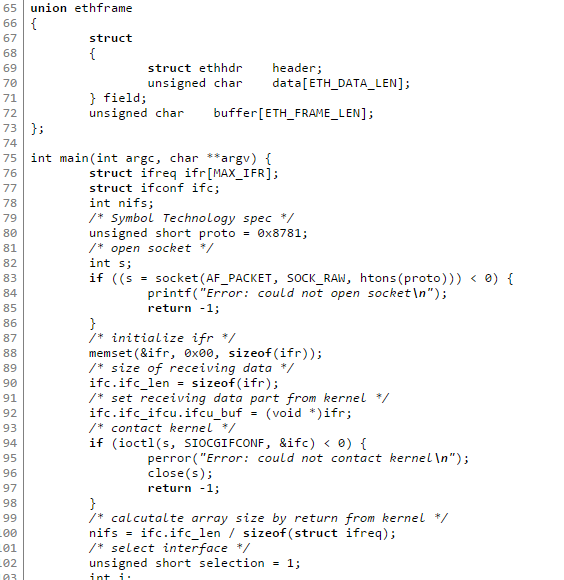 65 union ethframe
66 {
67         struct
68         {
69                 struct ethhdr    header;
70                 unsigned char    data[ETH_DATA_LEN];
71         } field;
72         unsigned char    buffer[ETH_FRAME_LEN];
73 };
74
75 int main(int argc, char **argv) {
76         struct ifreq ifr[MAX_IFR];
77         struct ifconf ifc;
78         int nifs;
79         /* Symbol Technology spec */
80         unsigned short proto = 0x8781;
81         /* open socket */
82         int s;
83         if ((s = socket(AF_PACKET, SOCK_RAW, htons(proto))) < 0) {
84                 printf("Error: could not open socket\n");
85                 return -1;
86         }
87         /* initialize ifr */
88         memset(&ifr, 0x00, sizeof(ifr));
89         /* size of receiving data */
90         ifc.ifc_len = sizeof(ifr);
91         /* set receiving data part from kernel */
92         ifc.ifc_ifcu.ifcu_buf = (void *)ifr;
93         /* contact kernel */
94         if (ioctl(s, SIOCGIFCONF, &ifc) < 0) {
95                 perror("Error: could not contact kernel\n");
96                 close(s);
97                 return -1;
98         }
99         /* calcutalte array size by return from kernel */
100         nifs = ifc.ifc_len / sizeof(struct ifreq);
101         /* select interface */
102         unsigned short selection = 1;
03         int i;